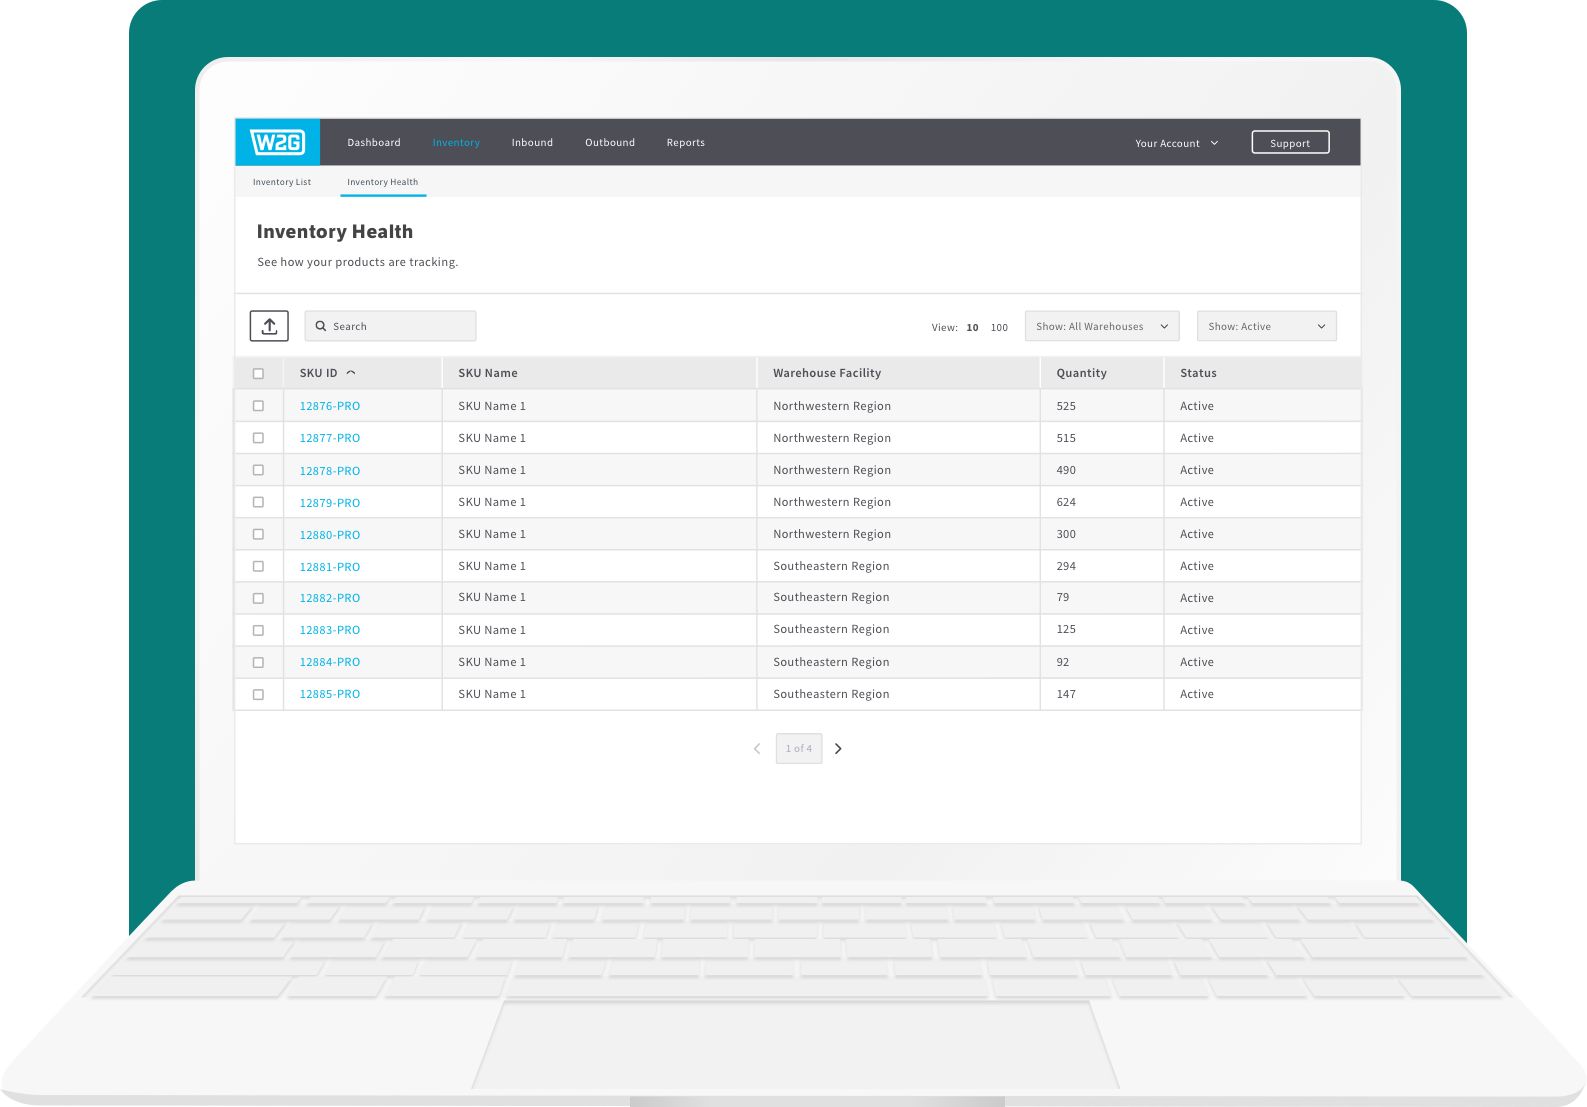 W2G Dashboard Inventory Inbound Outbound Reports Your Account Support
Inventory List Inventory Health
Inventory Health
See how your products are tracking.
Search View: 10 100 Show: All Warehouses Show: Active
SKU ID SKU Name Warehouse Facility Quantity Status
12876-PRO SKU Name 1 Northwestern Region 525 Active
12877-PRO SKU Name 1 Northwestern Region 515 Active
12878-PRO SKU Name 1 Northwestern Region 490 Active
12879-PRO SKU Name 1 Northwestern Region 624 Active
12880-PRO SKU Name 1 Northwestern Region 300 Active
12881-PRO SKU Name 1 Southeastern Region 294 Active
12882-PRO SKU Name 1 Southeastern Region 79 Active
12883-PRO SKU Name 1 Southeastern Region 125 Active
12884-PRO SKU Name 1 Southeastern Region 92 Active
12885-PRO SKU Name 1 Southeastern Region 147 Active
1 of 4